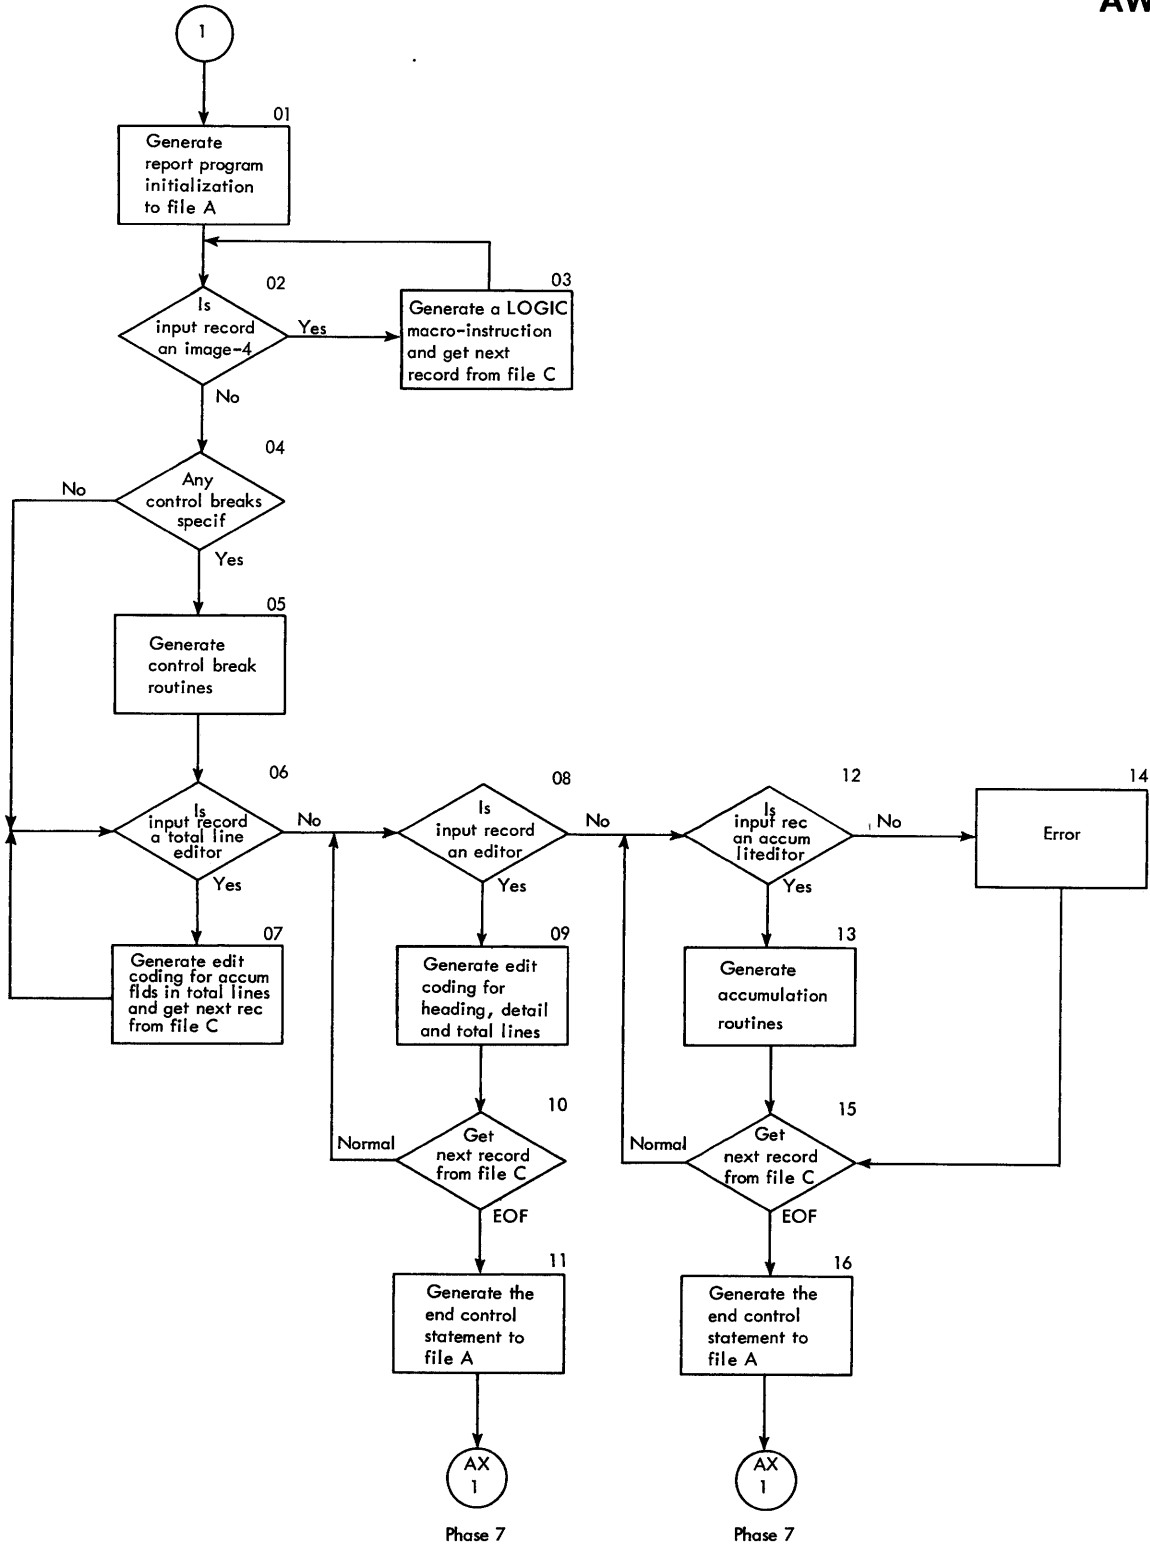 AW
1
01
Generate
report program
initialization
to file A
02
Is
input record
an image-4
Yes
No
03
Generate a LOGIC
macro-instruction
and get next
record from file C
04
Any
control breaks
specif
No
Yes
05
Generate
control break
routines
06
Is
input record
a total line
editor
No
Yes
07
Generate edit
coding for accum
flds in total lines
and get next rec
from file C
08
Is
input record
an editor
No
Yes
09
Generate edit
coding for
heading, detail
and total lines
10
Get
next record
from file C
Normal
EOF
11
Generate the
end control
statement to
file A
AX
1
Phase 7
12
Is
input rec
an accum
liteditor
No
Yes
13
Generate
accumulation
routines
14
Error
15
Get
next record
from file C
Normal
EOF
16
Generate the
end control
statement to
file A
AX
1
Phase 7